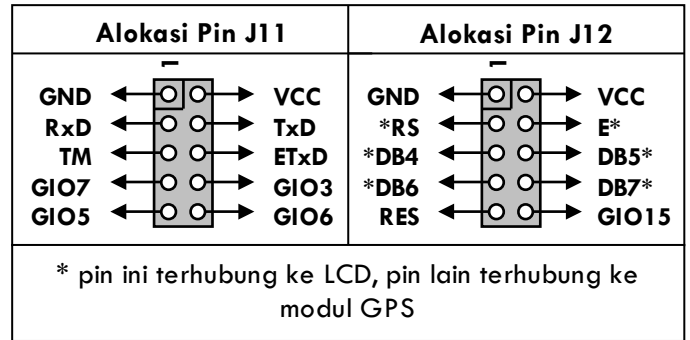 Alokasi Pin J11 Alokasi Pin J12
1 1
GND VCC GND VCC
RxD TxD *RS E*
TM ETxD *DB4 DB5*
GIO7 GIO3 *DB6 DB7*
GIO5 GIO6 RES GIO15
* pin ini terhubung ke LCD, pin lain terhubung ke
modul GPS